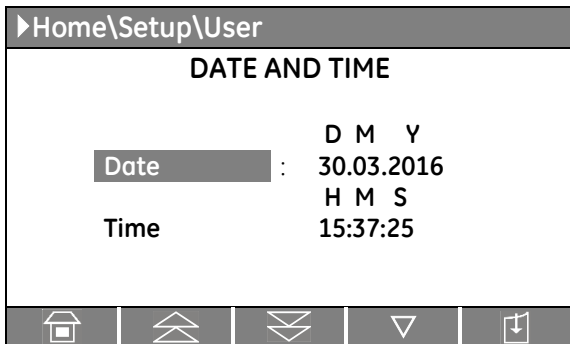 Home\Setup\User
DATE AND TIME
D M Y
Date : 30.03.2016
H M S
Time 15:37:25